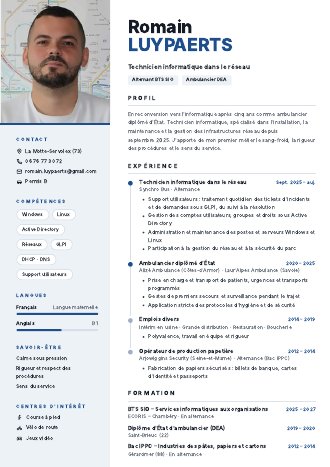 Romain
LUYPAERTS
Technicien informatique dans le réseau
Alternant BTS SIO
Ambulancier DEA
PROFIL
En reconversion vers l'informatique après cinq ans comme ambulancier
diplômé d'État. Technicien informatique, spécialisé dans l'installation, la
maintenance et la gestion des infrastructures réseau depuis
septembre 2025. J'apporte de mon premier métier le sang-froid, la rigueur
des procédures et le sens du service.
EXPÉRIENCE
Technicien informatique dans le réseau
Sept. 2025 – auj.
Synchro Bus · Alternance
Support utilisateurs : traitement quotidien des tickets d'incidents
et de demandes sous GLPI, du suivi à la résolution
Gestion des comptes utilisateurs, groupes et droits sous Active
Directory
Administration et maintenance des postes et serveurs Windows et
Linux
Participation à la gestion du réseau et à la sécurité du parc
Ambulancier diplômé d'État
2020 – 2025
(Côtes-d'Armor) · Alpes Ambulance (Savoie)
Prise en charge et transport de patients, urgences et transports
programmés
Gestes de premiers secours et surveillance pendant le trajet
Application stricte des protocoles d'hygiène et de sécurité
Emplois divers
2014 – 2019
Intérim en usine · Grande distribution · Restauration · Boucherie
Polyvalence, travail en équipe et rigueur
Opérateur de production papetière
2012 – 2014
Arjowiggins Security (Seine-et-Marne) · Alternance (Bac PPC)
Fabrication de papiers sécurisés : billets de banque, cartes
d'identité et passeports
FORMATION
BTS SIO – Services informatiques aux organisations
2025 – 2027
ECORIS – Chambéry · En alternance
Diplôme d'État d'ambulancier (DEA)
2019 – 2020
Saint-Brieuc (22)
Bac PPC – Industries des pâtes, papiers et cartons
2012 – 2014
Gérardmer (88) · En alternance
CONTACT
La Motte-Servolex (73)
06 76 77 30 72
romain.luypaerts@gmail.com
Permis B
COMPÉTENCES
Windows
Linux
Active Directory
Réseaux
GLPI
DHCP · DNS
Support utilisateurs
LANGUES
Français
Langue maternelle
Anglais
B1
SAVOIR-ÊTRE
Calme sous pression
Rigueur et respect des
procédures
Sens du service
CENTRES D'INTÉRÊT
Course à pied
Vélo de route
Jeux vidéo